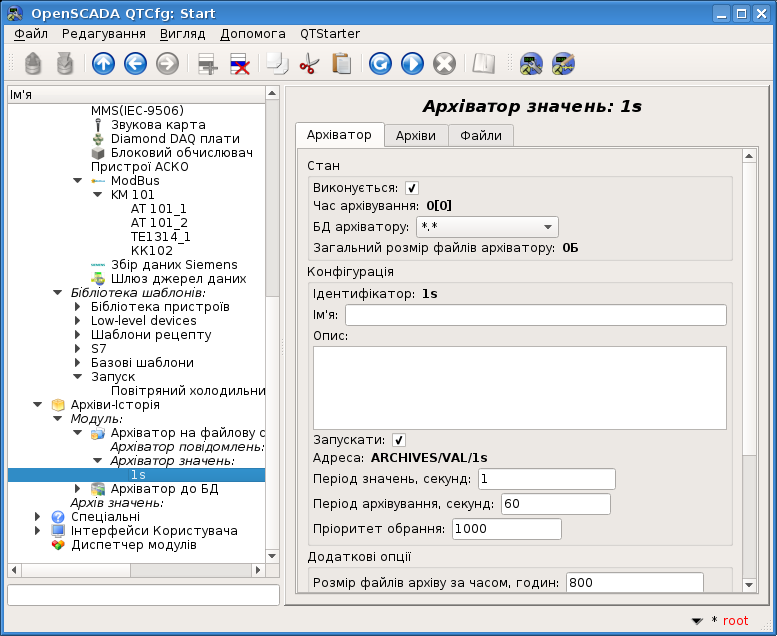 OpenSCADA QTCfg: Start
Файл Редагування Вигляд Допомога QTStarter
Ім'я
MMS(IEC-9506)
Звукова карта
Diamond DAQ плати
Блоковий обчислювач
Пристрої АСКО
ModBus
KM 101
AT 101_1
AT 101_2
TE1314_1
КК102
Збір даних Siemens
Шлюз джерел даних
Бібліотека шаблонів:
Бібліотека пристроїв
Low-level devices
Шаблони рецепту
S7
Базові шаблони
Запуск
Повітряний холодильни
Архіви-Історія
Модуль:
Архіватор на файлову с
Архіватор повідомлень:
Архіватор значень:
1s
Архіватор до БД
Архів значень:
Спеціальні
Інтерфейси Користувача
Диспетчер модулів
Архіватор значень: 1s
Архіватор Архіви Файли
Стан
Виконується:
Час архівування: 0[0]
БД архіватору: *.*
Загальний розмір файлів архіватору: 0Б
Конфігурація
Ідентифікатор: 1s
Ім'я:
Опис:
Запускати:
Адреса: ARCHIVES/VAL/1s
Період значень, секунд: 1
Період архівування, секунд: 60
Пріоритет обрання: 1000
Додаткові опції
Розмір файлів архіву за часом, годин: 800
* root